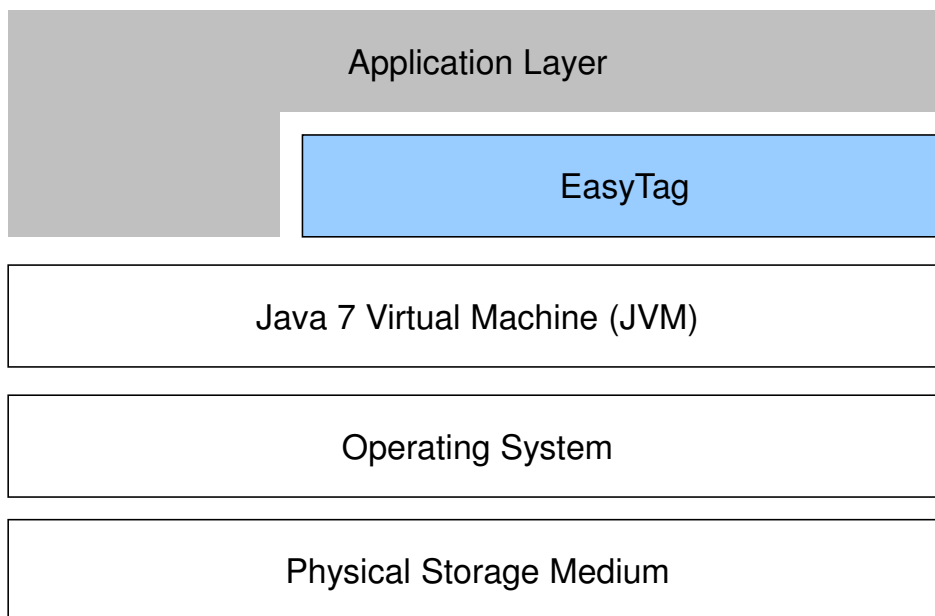 Application Layer
EasyTag
Java 7 Virtual Machine (JVM)
Operating System
Physical Storage Medium